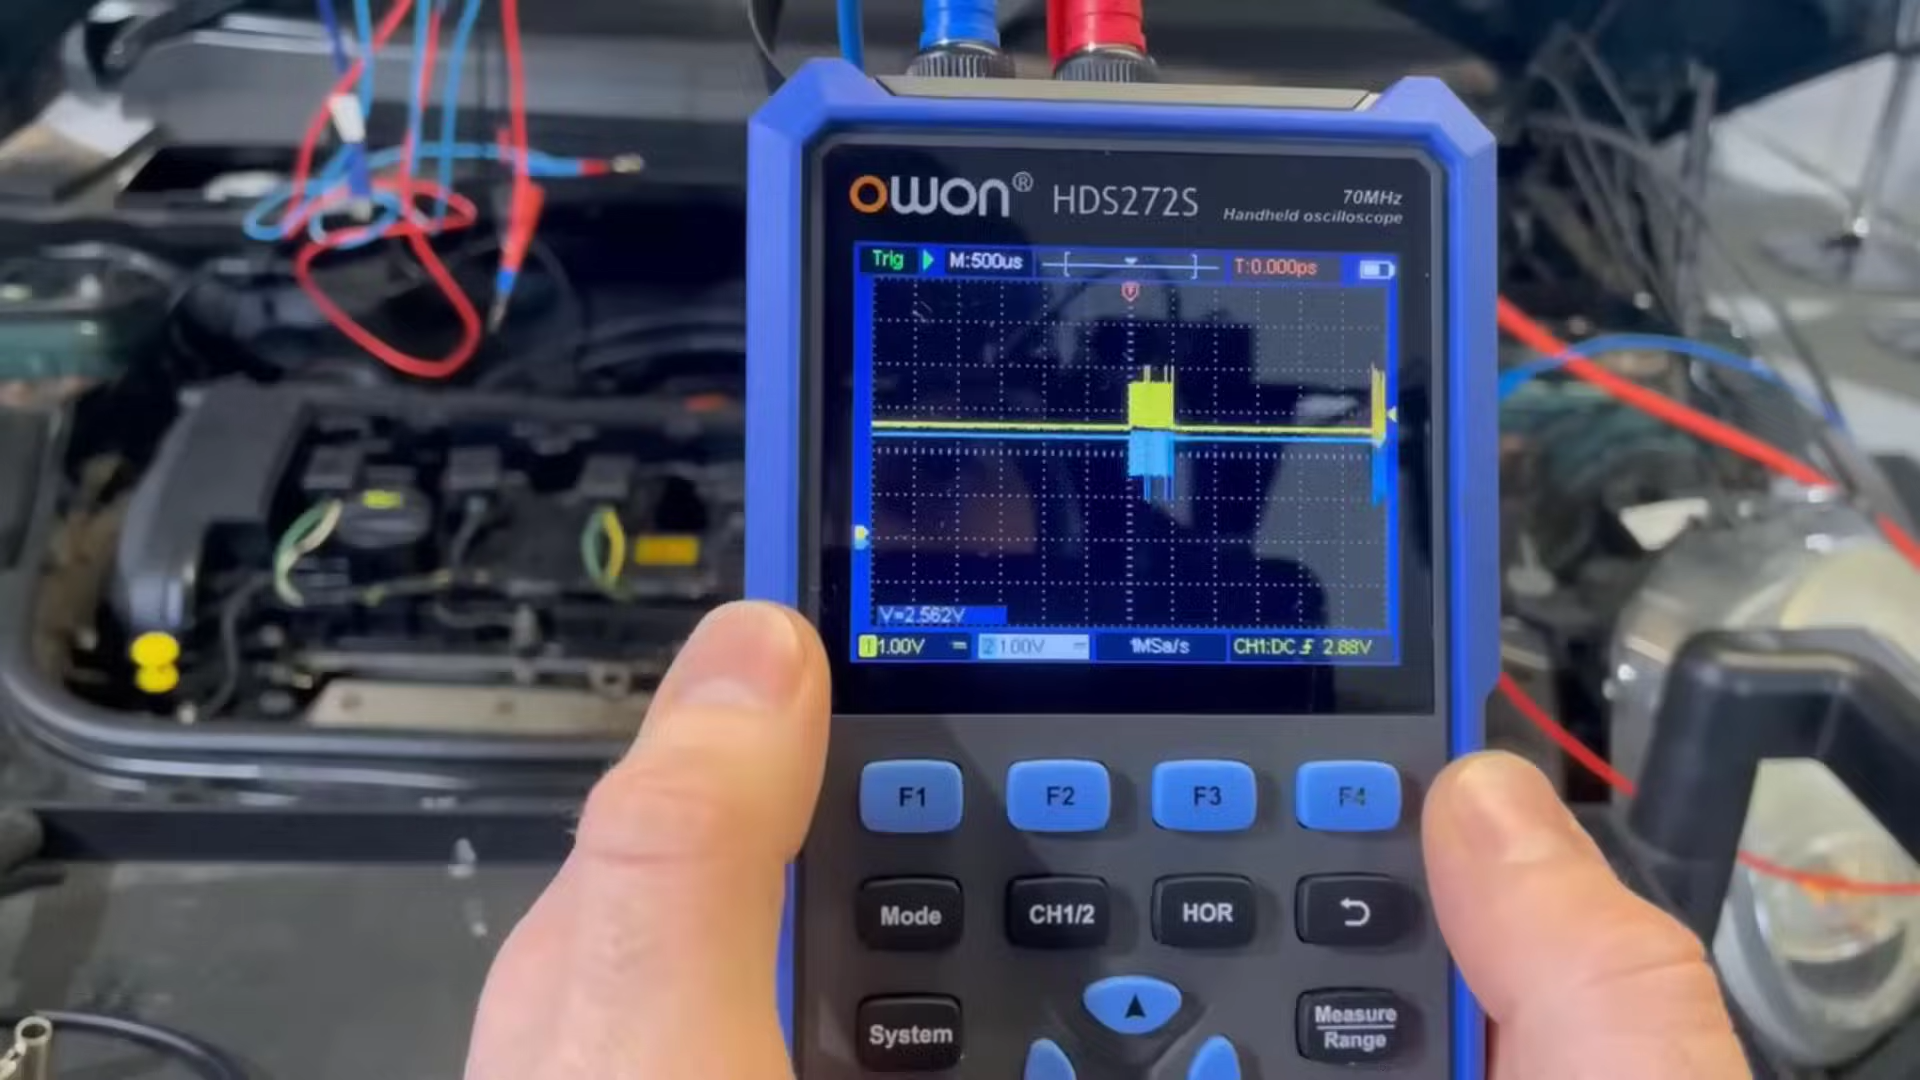 OWON® HDS272S
70MHz
Handheld oscilloscope
Trig M:500us T:0.000ps
T
V=2.562V
1 1.00V 2 1.00V 1MSa/s CH1:DC 2.88V
F1 F2 F3 F4
Mode CH1/2 HOR
System Measure
Range